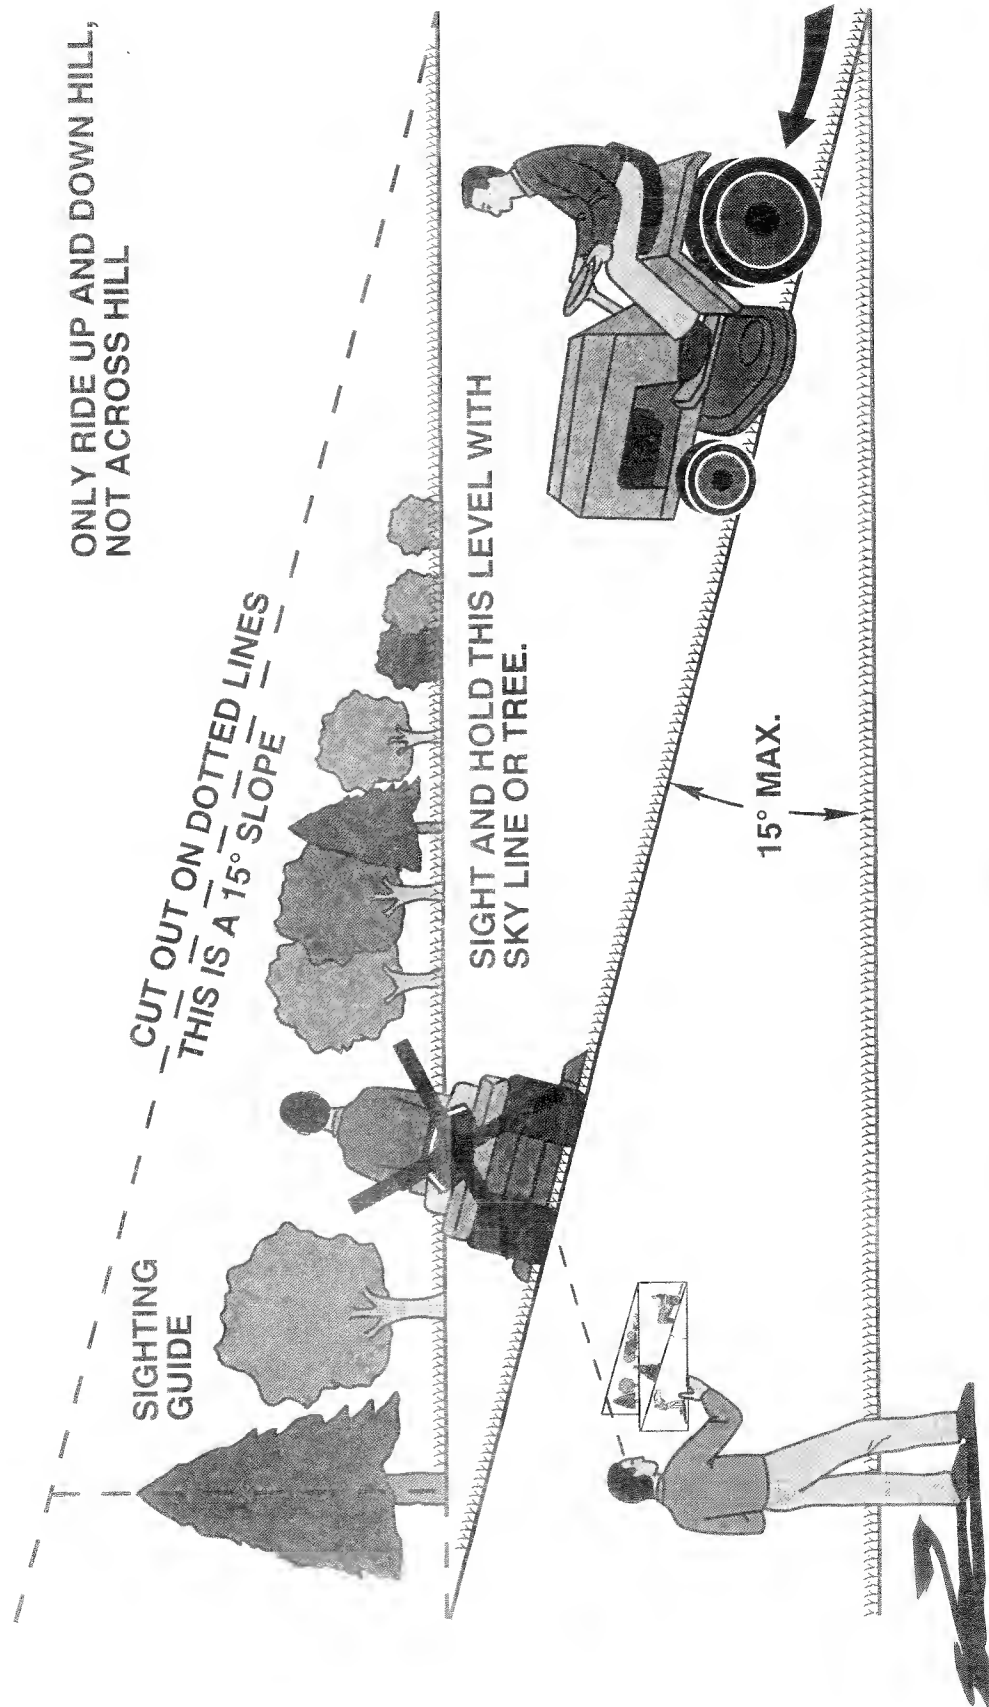 ONLY RIDE UP AND DOWN HILL,
NOT ACROSS HILL
CUT OUT ON DOTTED LINES
THIS IS A 15° SLOPE
SIGHTING
GUIDE
SIGHT AND HOLD THIS LEVEL WITH
SKY LINE OR TREE.
15° MAX.